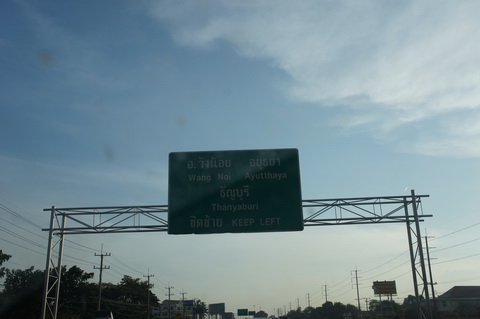 อ. วังน้อย อยุธยา
Wang Noi Ayutthaya
ธัญบุรี
Thanyaburi
ชิดซ้าย KEEP LEFT